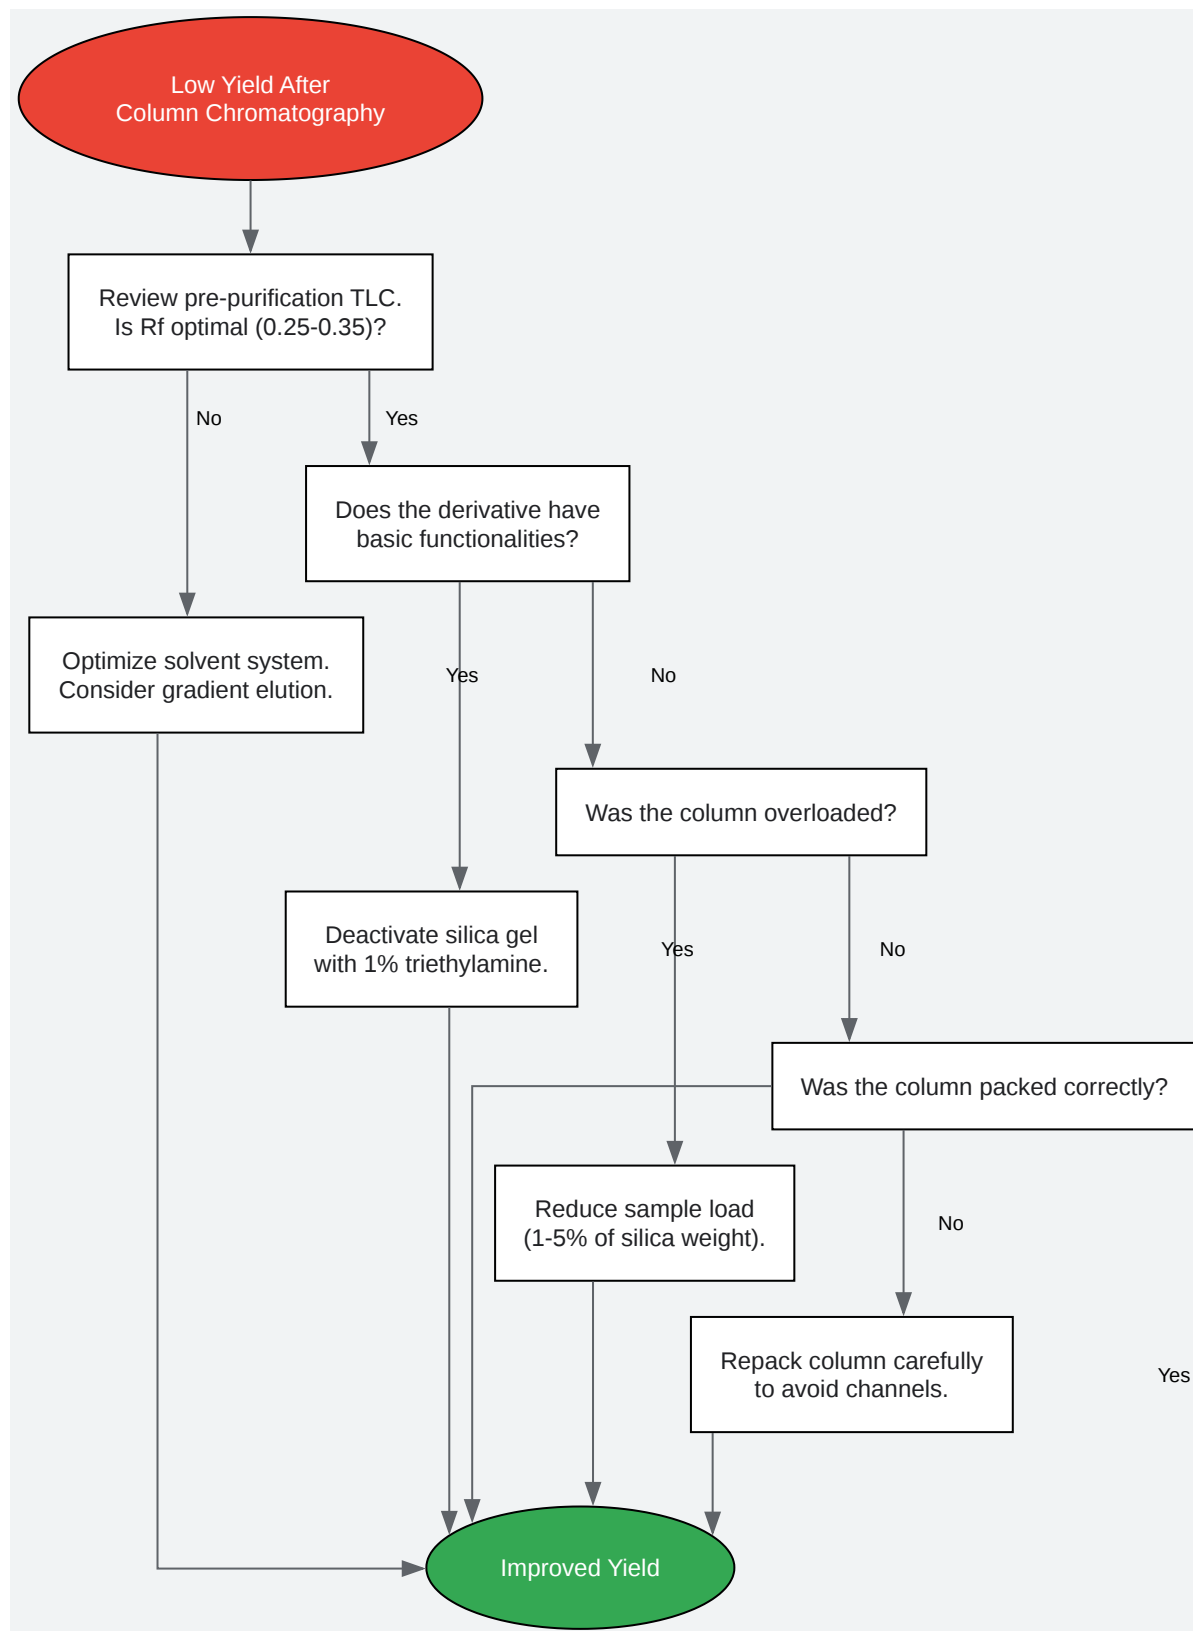 Low Yield After
Column Chromatography
Review pre-purification TLC.
Is Rf optimal (0.25-0.35)?
No
Yes
Does the derivative have
basic functionalities?
Optimize solvent system.
Consider gradient elution.
Yes
No
Was the column overloaded?
Deactivate silica gel
with 1% triethylamine.
Yes
No
Was the column packed correctly?
Reduce sample load
(1-5% of silica weight).
No
Repack column carefully
to avoid channels.
Yes
Improved Yield